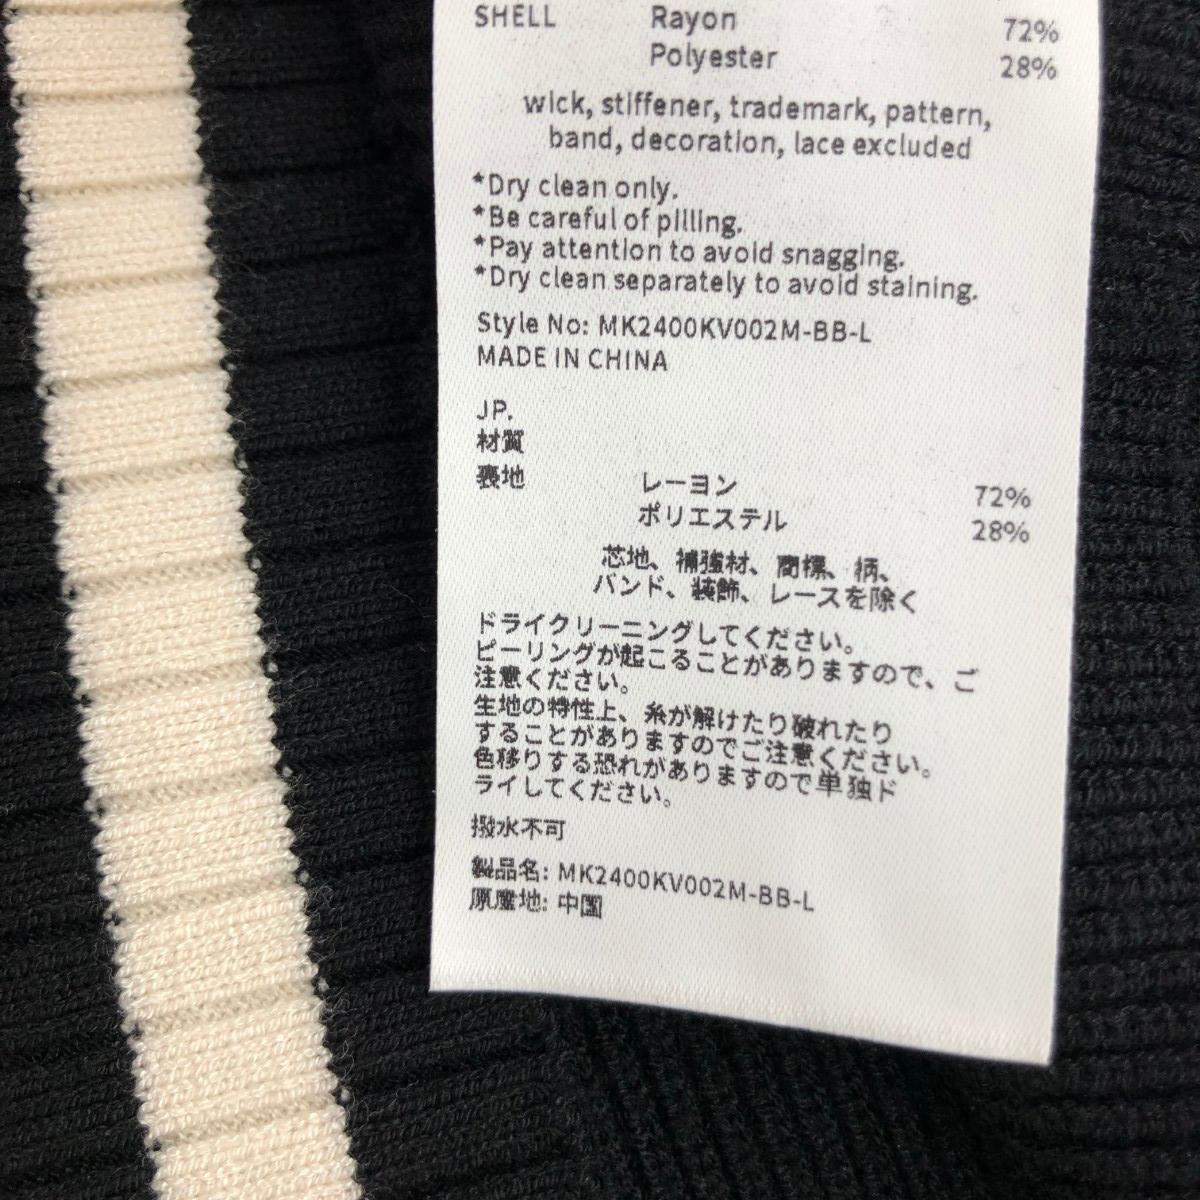 SHELL Rayon 72%
Polyester 28%
wick, stiffener, trademark, pattern,
band, decoration, lace excluded
*Dry clean only.
*Be careful of pilling.
*Pay attention to avoid snagging.
*Dry clean separately to avoid staining.
Style No: MK2400KV002M-BB-L
MADE IN CHINA
JP.
材質
表地 レーヨン 72%
ポリエステル 28%
芯地、補強材、商標、柄、
バンド、装飾、レースを除く
ドライクリーニングしてください。
ピーリングが起こることがありますので、ご
注意ください。
生地の特性上、糸が解けたり破れたり
することがありますのでご注意ください。
色移りする恐れがありますので単独ド
ライしてください。
撥水不可
製品名: MK2400KV002M-BB-L
原産地: 中国